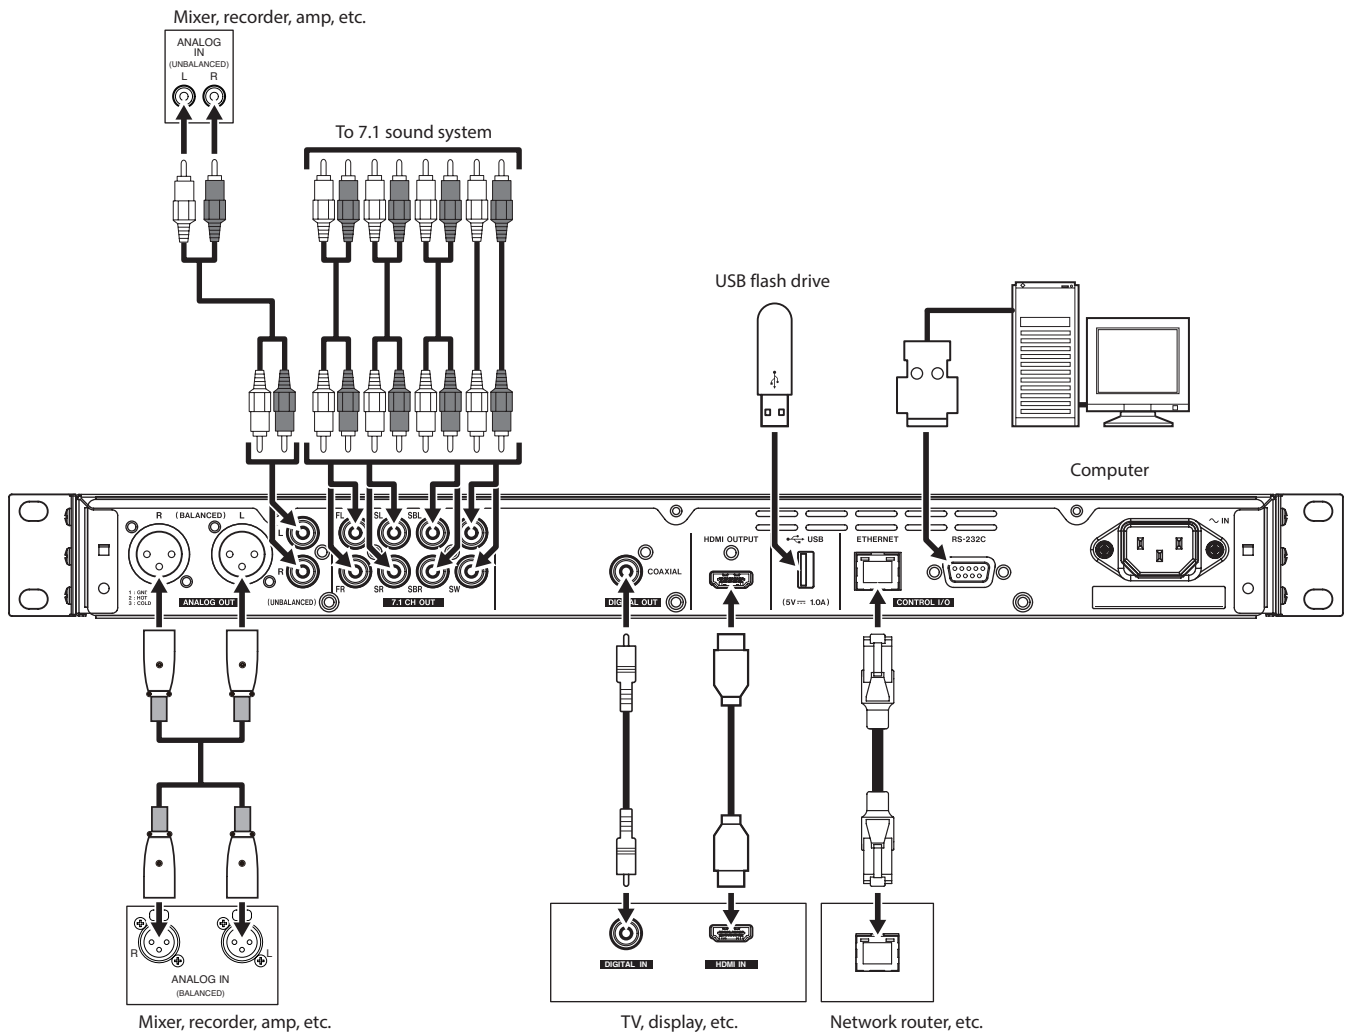 Mixer, recorder, amp, etc.
ANALOG
IN
(UNBALANCED)
L R
To 7.1 sound system
USB flash drive
Computer
R (BALANCED) L
L
R
FL SL SBL
FR SR SBR SW
1 : GND
2 : HOT
3 : COLD
ANALOG OUT
(UNBALANCED)
7.1 CH OUT
COAXIAL
DIGITAL OUT
HDMI OUTPUT
USB
(5V 1.0A)
ETHERNET
RS-232C
CONTROL I/O
IN
R L
ANALOG IN
(BALANCED)
DIGITAL IN
HDMI IN
Mixer, recorder, amp, etc.
TV, display, etc.
Network router, etc.